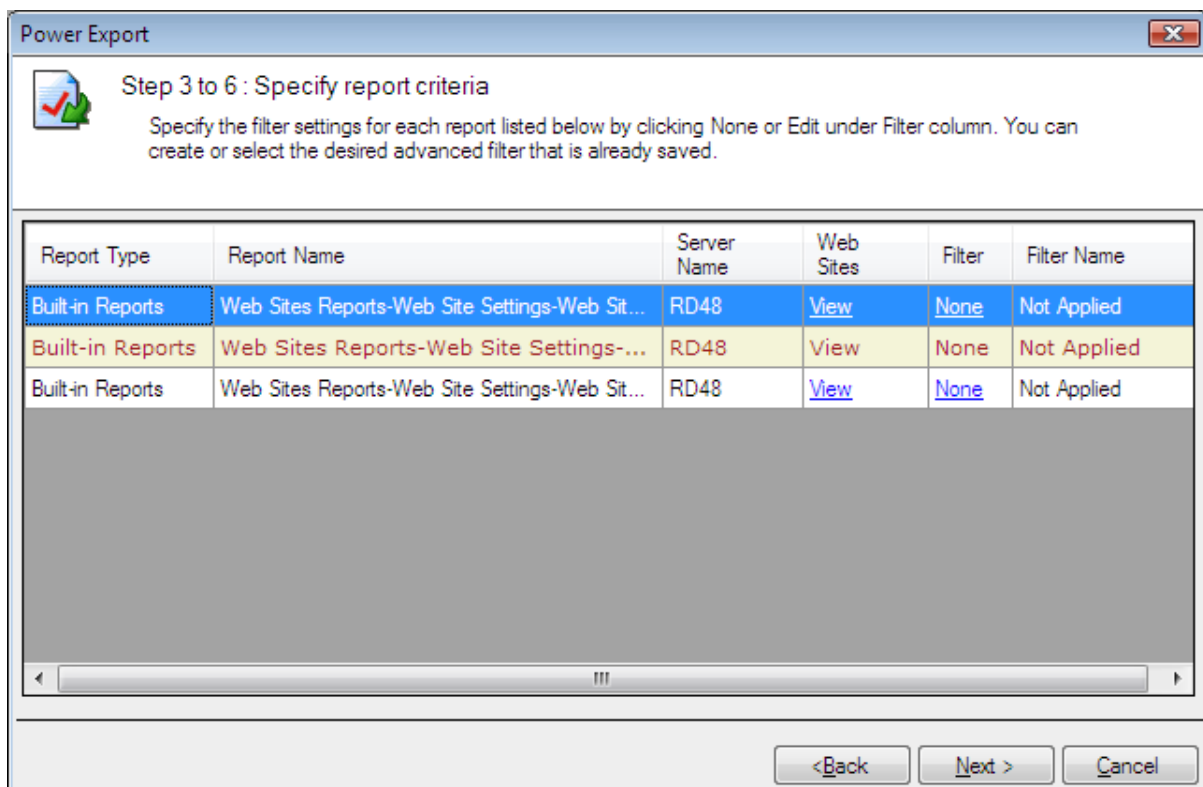 Power Export
Step 3 to 6 : Specify report criteria
Specify the filter settings for each report listed below by clicking None or Edit under Filter column. You can
create or select the desired advanced filter that is already saved.
Report Type Report Name Server Name Web Sites Filter Filter Name
Built-in Reports Web Sites Reports-Web Site Settings-Web Sit... RD48 View None Not Applied
Built-in Reports Web Sites Reports-Web Site Settings-... RD48 View None Not Applied
Built-in Reports Web Sites Reports-Web Site Settings-Web Sit... RD48 View None Not Applied
<Back Next > Cancel